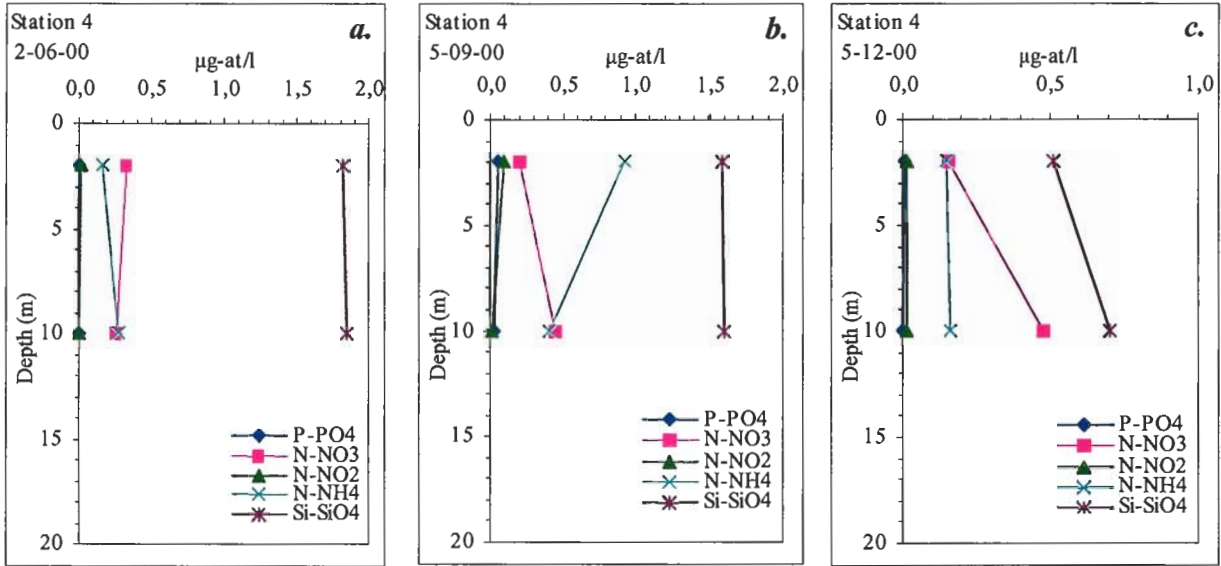 Station 4
a.
2-06-00
µg-at/l
0,0 0,5 1,0 1,5 2,0
0
5
10
15
20
Depth (m)
P-PO4
N-NO3
N-NO2
N-NH4
Si-SiO4
Station 4
b.
5-09-00
µg-at/l
0,0 0,5 1,0 1,5 2,0
0
5
10
15
20
Depth (m)
P-PO4
N-NO3
N-NO2
N-NH4
Si-SiO4
Station 4
c.
5-12-00
µg-at/l
0,0 0,5 1,0
0
5
10
15
20
Depth (m)
P-PO4
N-NO3
N-NO2
N-NH4
Si-SiO4